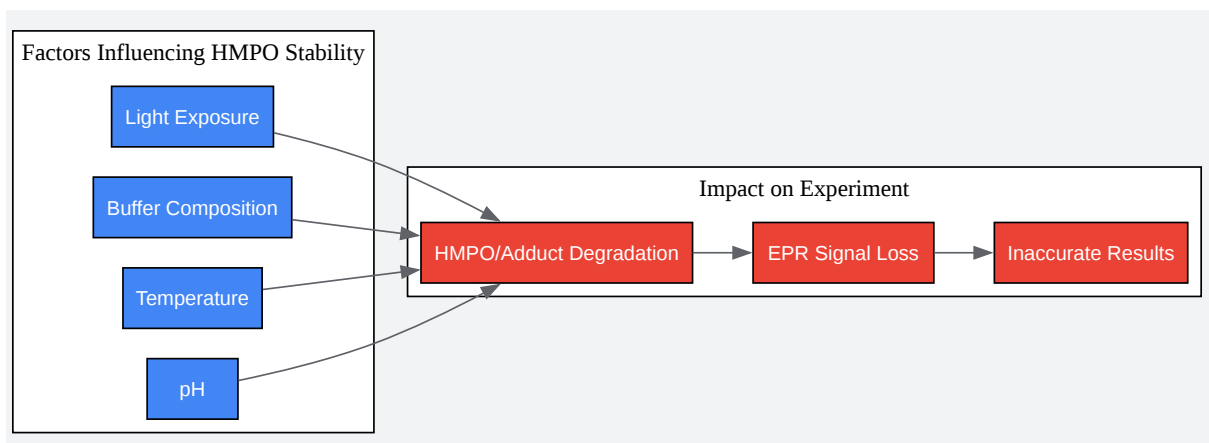 Factors Influencing HMPO Stability
Light Exposure
Buffer Composition
Temperature
pH
Impact on Experiment
HMPO/Adduct Degradation
EPR Signal Loss
Inaccurate Results